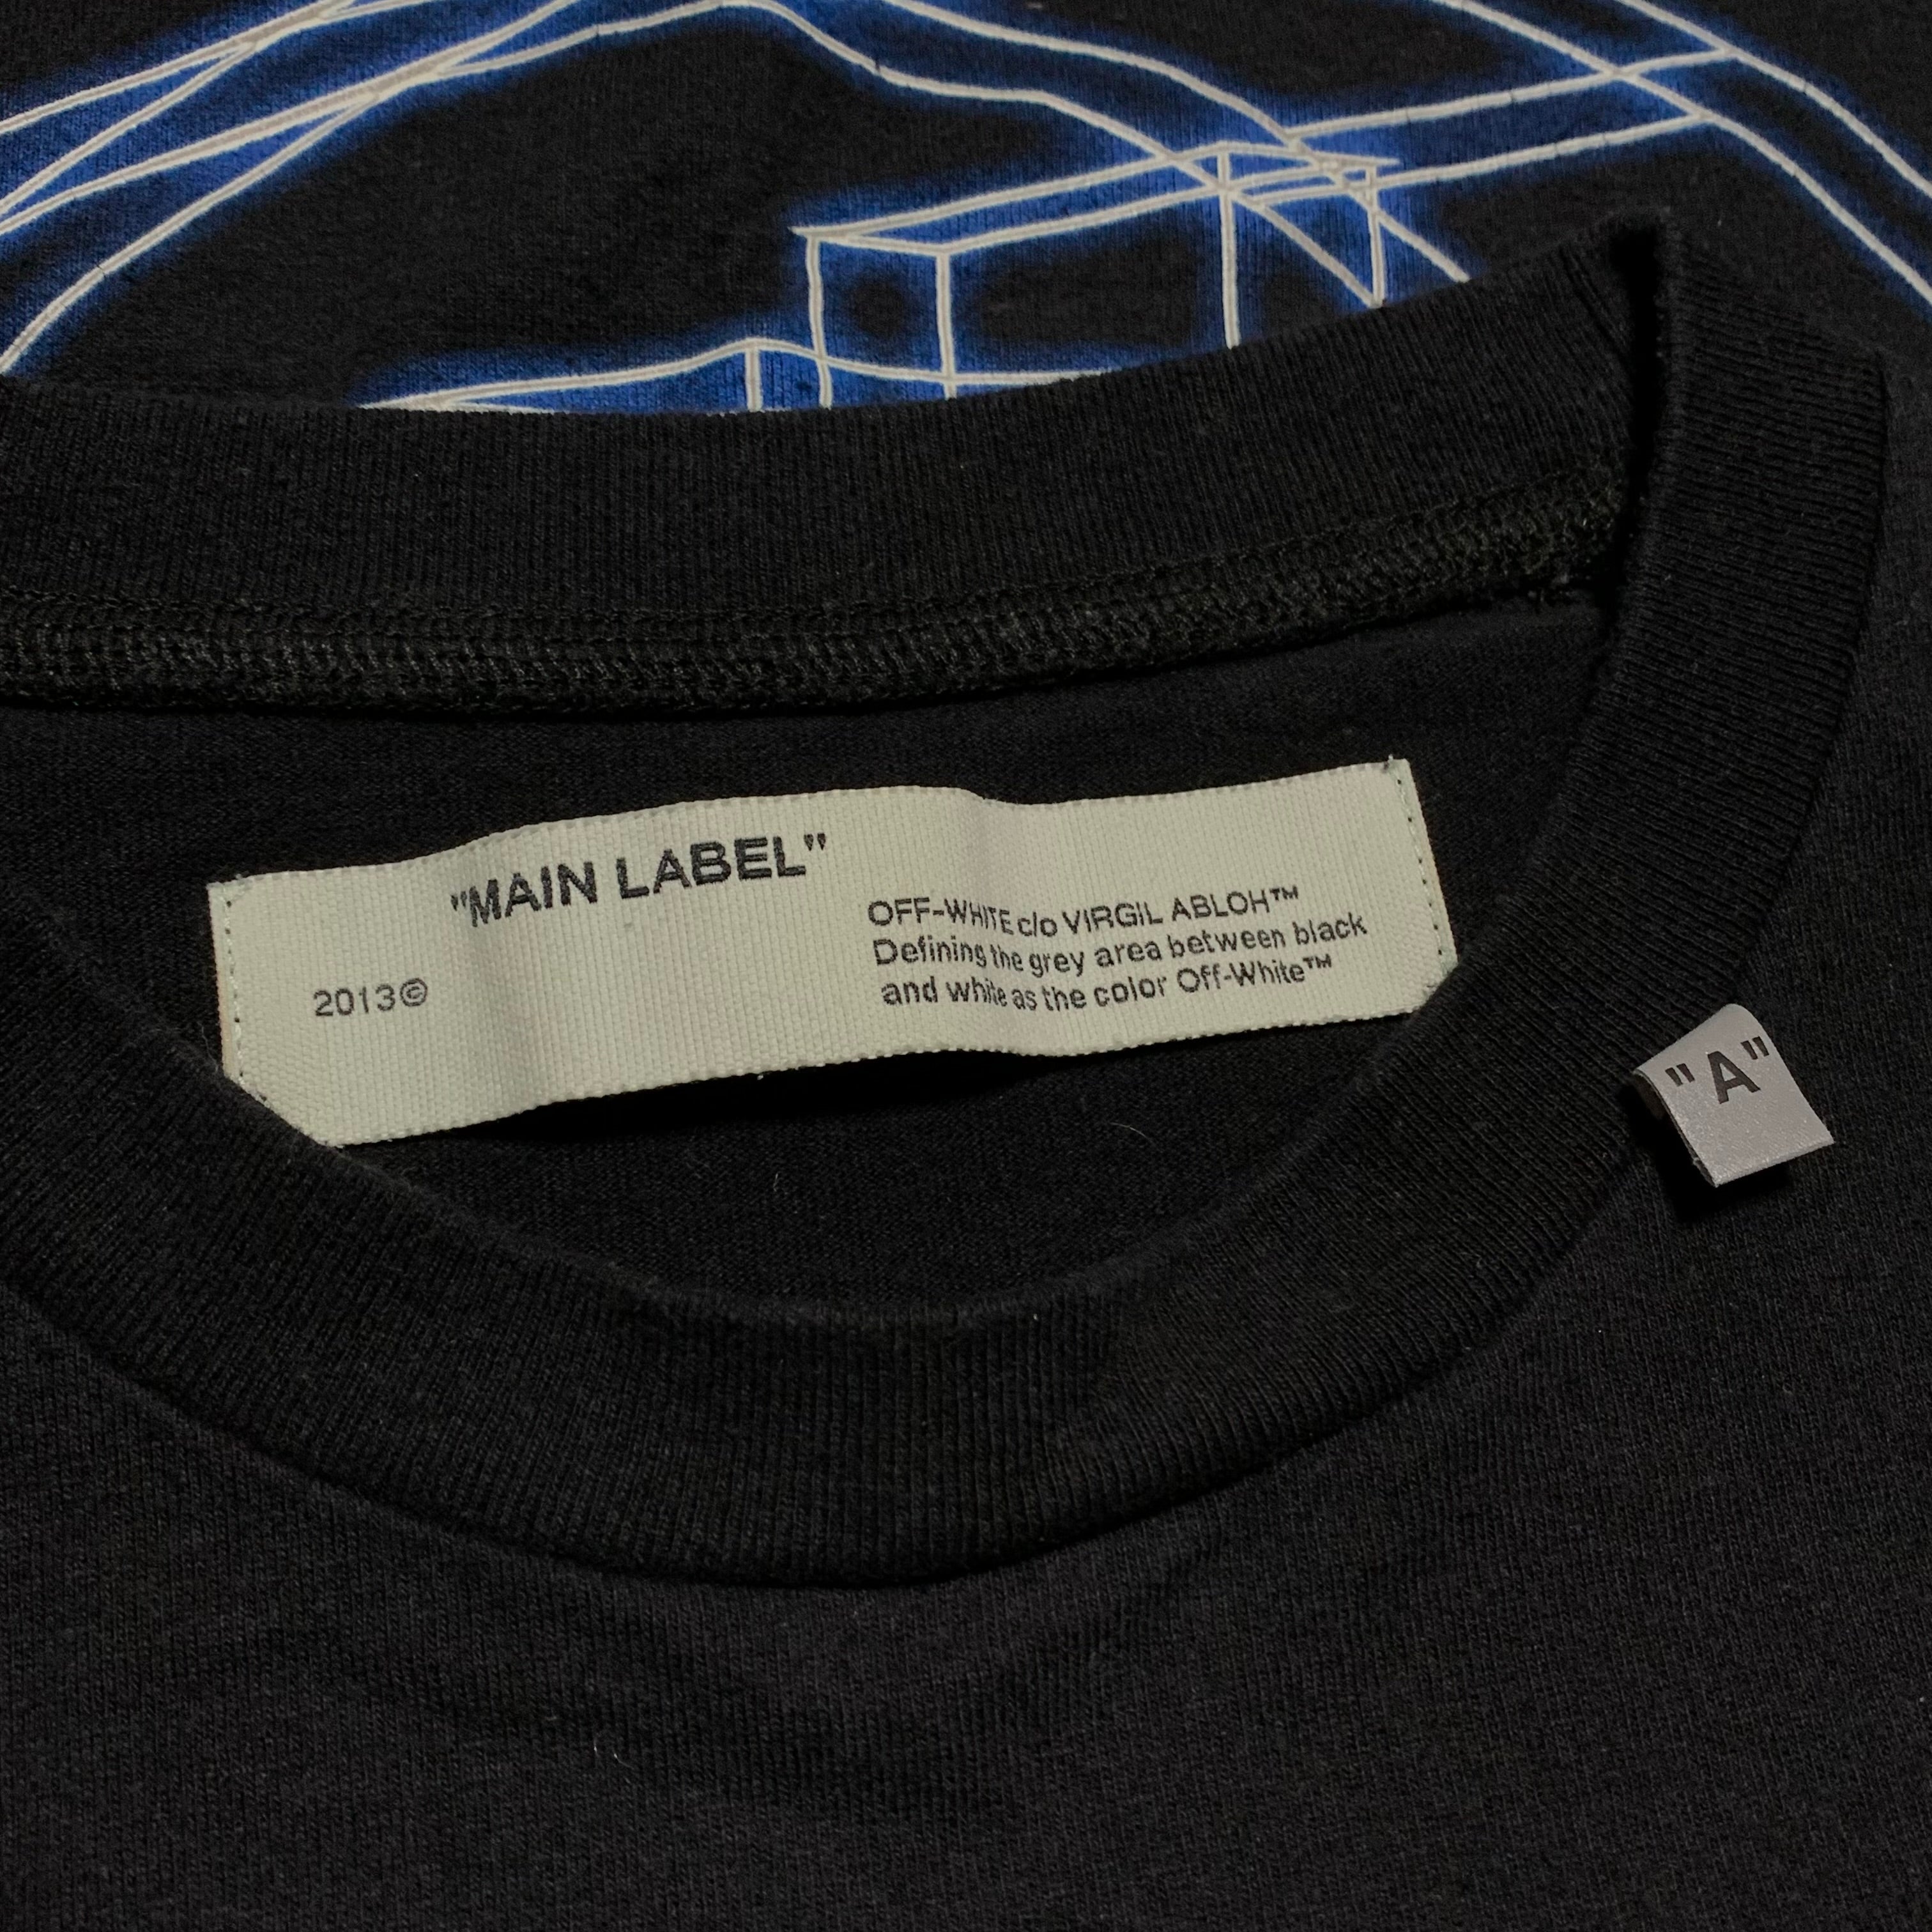 "MAIN LABEL"
OFF-WHITE c/o VIRGIL ABLOH™
Defining the grey area between black
and white as the color Off-White™
2013©
"A"